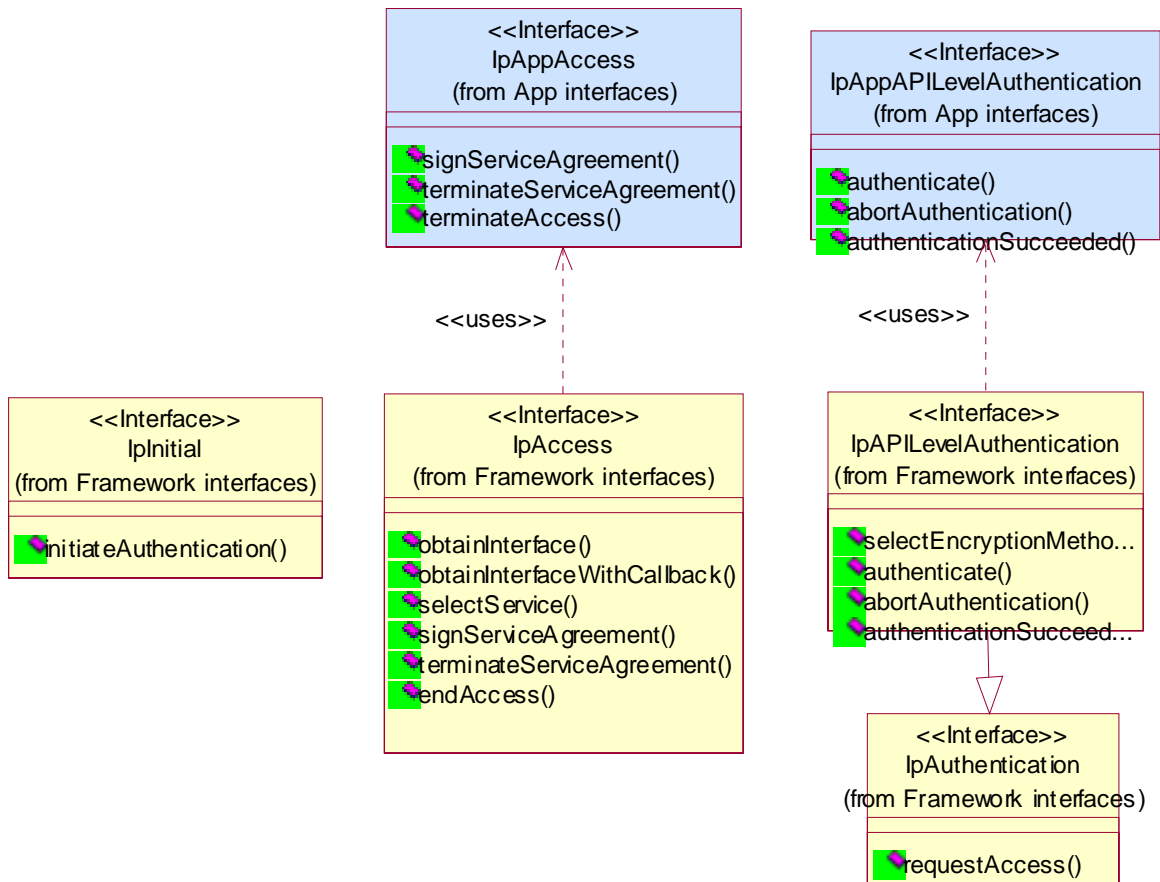 <<Interface>>
IpAppAccess
(from App interfaces)
signServiceAgreement()
terminateServiceAgreement()
terminateAccess()
<<Interface>>
IpAppAPILevelAuthentication
(from App interfaces)
authenticate()
abortAuthentication()
authenticationSucceeded()
<<uses>>
<<uses>>
<<Interface>>
IpInitial
(from Framework interfaces)
initiateAuthentication()
<<Interface>>
IpAccess
(from Framework interfaces)
obtainInterface()
obtainInterfaceWithCallback()
selectService()
signServiceAgreement()
terminateServiceAgreement()
endAccess()
<<Interface>>
IpAPILevelAuthentication
(from Framework interfaces)
selectEncryptionMetho...
authenticate()
abortAuthentication()
authenticationSucceed...
<<Interface>>
IpAuthentication
(from Framework interfaces)
requestAccess()